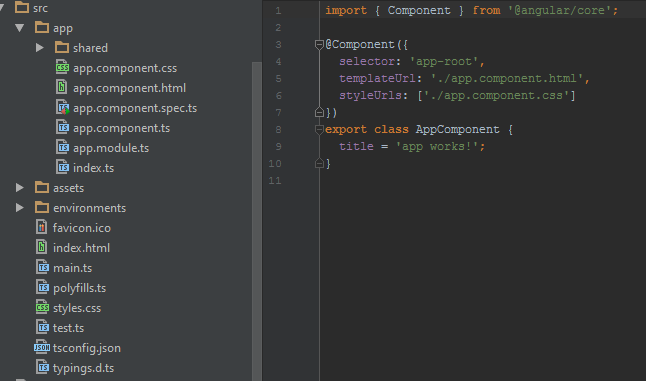 src
app
shared
app.component.css
app.component.html
app.component.spec.ts
app.component.ts
app.module.ts
index.ts
assets
environments
favicon.ico
index.html
main.ts
polyfills.ts
styles.css
test.ts
tsconfig.json
typings.d.ts
1 import { Component } from '@angular/core';
2
3 @Component({
4   selector: 'app-root',
5   templateUrl: './app.component.html',
6   styleUrls: ['./app.component.css']
7 })
8 export class AppComponent {
9   title = 'app works!';
10 }
11